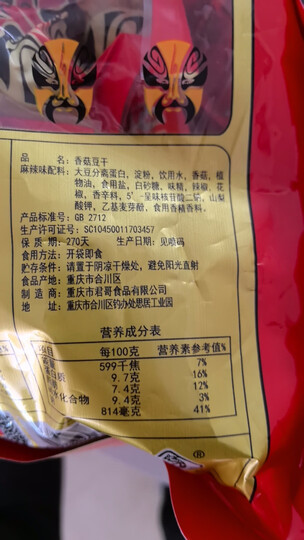 品名:香菇豆干
麻辣味配料:大豆分离蛋白,淀粉,饮用水,香菇,植
物油,食用盐,白砂糖,味精,辣椒,花
椒,香辛料,5'-呈味核苷酸二钠,山梨
酸钾,乙基麦芽酚,食用香精香料。
产品标准号:GB 2712
生产许可证号:SC10450011703457
保质期:270天 生产日期:见喷码
食用方法:开袋即食
贮存条件:请置于阴凉干燥处,避免阳光直射
食品产地:重庆市合川区
制造商:重庆市君哥食品有限公司
地址:重庆市合川区钓办处思居工业园
营养成分表
项目 每100克 营养素参考值%
599千焦 7%
质 9.7克 16%
7.4克 12%
化合物 9.4克 3%
814毫克 41%
®